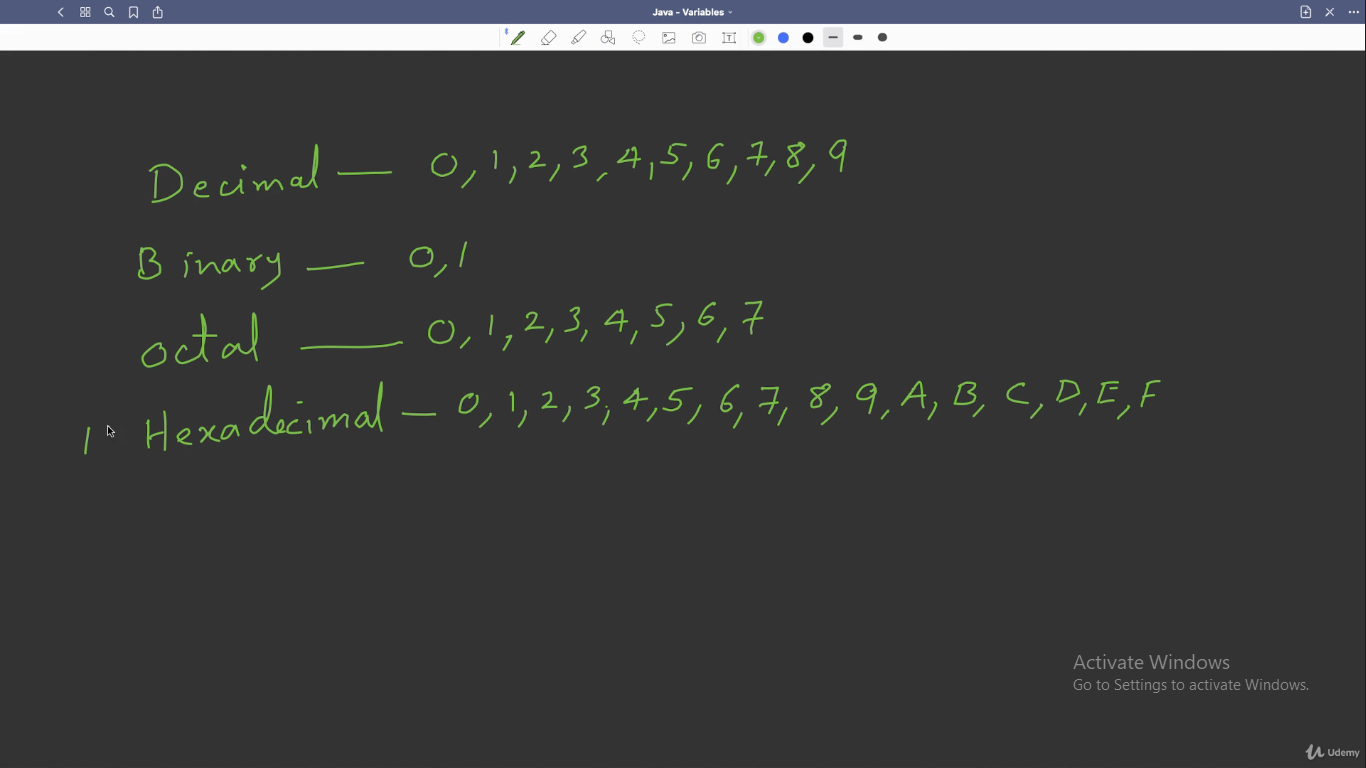 Java - Variables
Decimal — 0, 1, 2, 3, 4, 5, 6, 7, 8, 9
Binary — 0, 1
octal — 0, 1, 2, 3, 4, 5, 6, 7
1 Hexadecimal — 0, 1, 2, 3, 4, 5, 6, 7, 8, 9, A, B, C, D, E, F
Activate Windows
Go to Settings to activate Windows.
Udemy